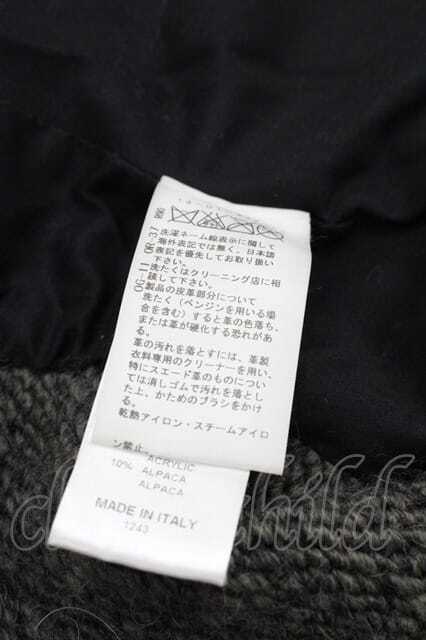 洗濯ネーム絵表示に関して
海外表記では無く、日本語
表記を優先してお取り扱い
下さい。
洗たくはクリーニング店に相
談して下さい。
製品の皮革部分について
洗たく(ベンジンを用いる場
合を含む)すると革の色落ち、
または革が硬化する恐れがあ
る。
革の汚れを落とすには、革製
衣料専用のクリーナーを用い、
特にスエード革のものについ
ては消しゴムで汚れを落とし
た上、かためのブラシをかけ
る。
乾熱アイロン・スチームアイロ
ン禁止
ACRYLIC
10% ALPACA
ALPACA
MADE IN ITALY
1243
child